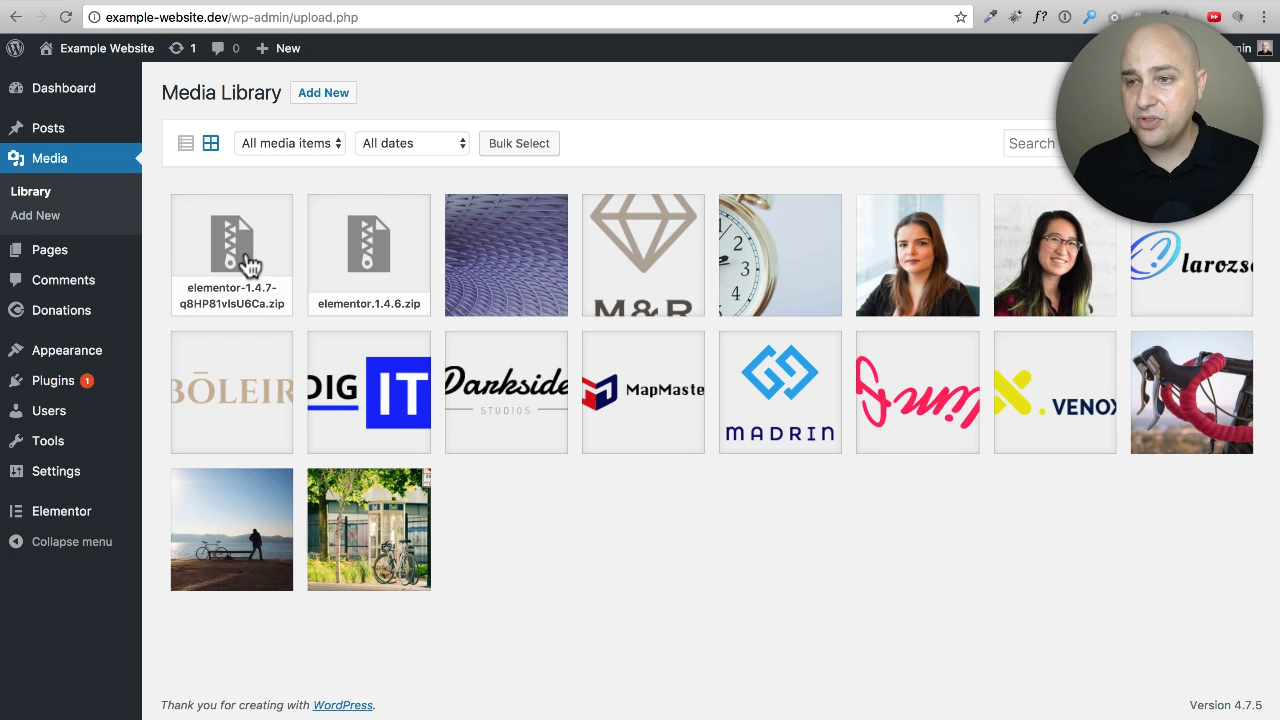 example-website.dev/wp-admin/upload.php
Example Website 1 0 New
Dashboard
Posts
Media
Library
Add New
Pages
Comments
Donations
Appearance
Plugins 1
Users
Tools
Settings
Elementor
Collapse menu
Media Library Add New
All media items All dates Bulk Select Search
elementor-1.4.7-
elementor.1.4.6.zip
M&R
1
2
3
4
larozs
BŌLEIR
DIG IT
Darkside
STUDIOS
MapMaste
MADRIN
VENOX
Thank you for creating with WordPress.
Version 4.7.5